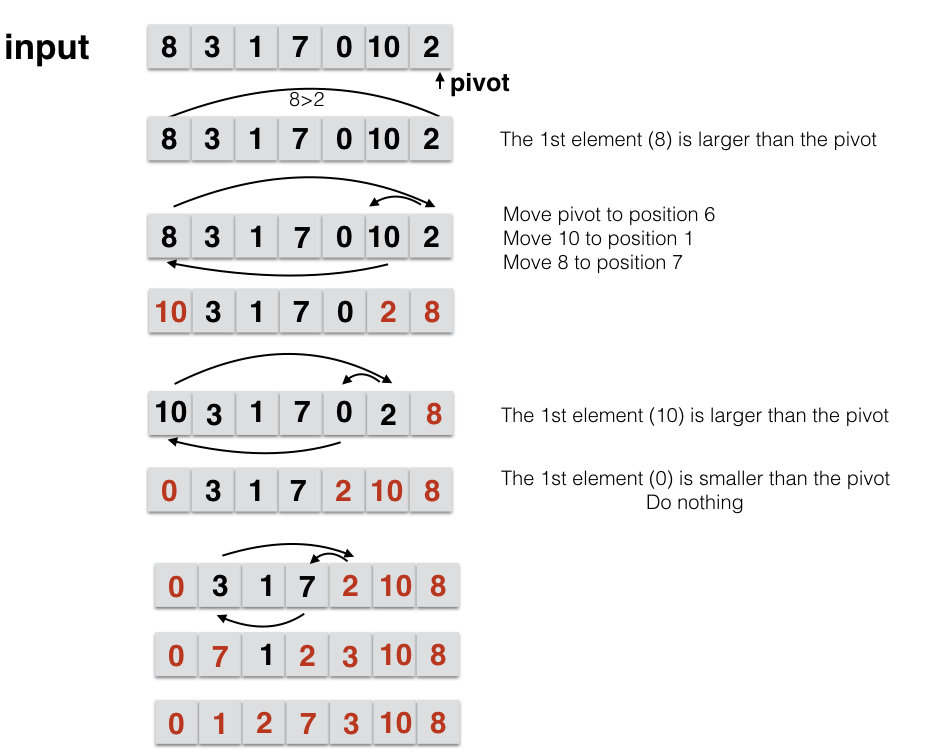 input 8 3 1 7 0 10 2
pivot
8>2
8 3 1 7 0 10 2 The 1st element (8) is larger than the pivot
Move pivot to position 6
8 3 1 7 0 10 2 Move 10 to position 1
Move 8 to position 7
10 3 1 7 0 2 8
10 3 1 7 0 2 8 The 1st element (10) is larger than the pivot
0 3 1 7 2 10 8 The 1st element (0) is smaller than the pivot
Do nothing
0 3 1 7 2 10 8
0 7 1 2 3 10 8
0 1 2 7 3 10 8